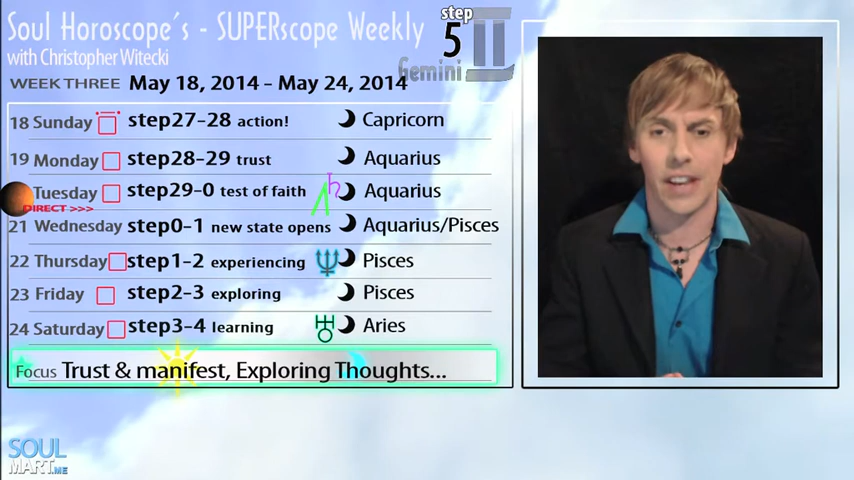 Soul Horoscope's - SUPERscope Weekly
with Christopher Witecki
step
5
Gemini
WEEK THREE May 18, 2014 - May 24, 2014
18 Sunday step27-28 action! Capricorn
19 Monday step28-29 trust Aquarius
Tuesday step29-0 test of faith Aquarius
DIRECT >>>
21 Wednesday step0-1 new state opens Aquarius/Pisces
22 Thursday step1-2 experiencing Pisces
23 Friday step2-3 exploring Pisces
24 Saturday step3-4 learning Aries
Focus Trust & manifest, Exploring Thoughts...
SOUL
MART.ME